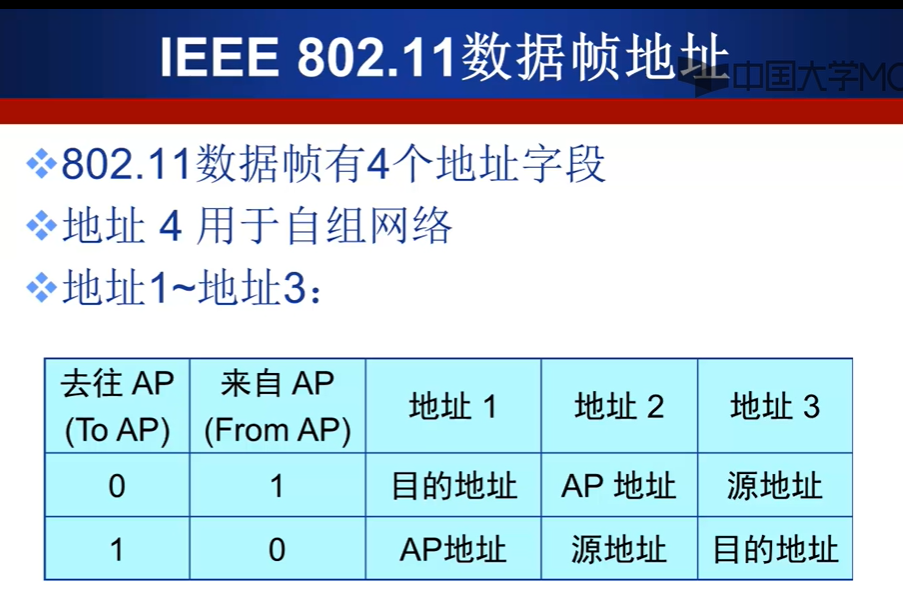 IEEE 802.11数据帧地址
中国大学MO
802.11数据帧有4个地址字段
地址 4 用于自组网络
地址1~地址3：
去往 AP (To AP) 来自 AP (From AP) 地址 1 地址 2 地址 3
0 1 目的地址 AP 地址 源地址
1 0 AP地址 源地址 目的地址